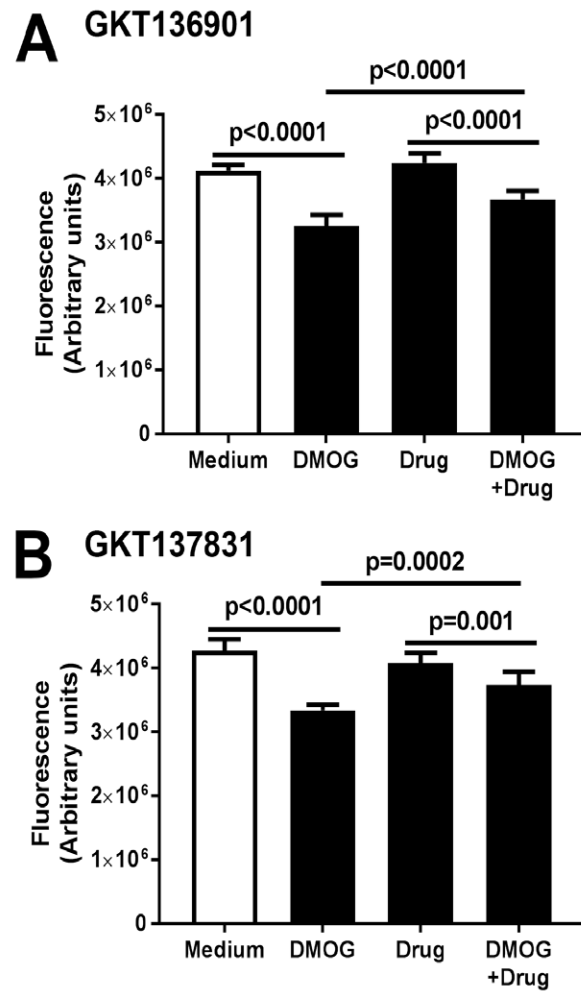 A GKT136901
p<0.0001
p<0.0001
p<0.0001
5×10⁶
4×10⁶
3×10⁶
2×10⁶
1×10⁶
0
Fluorescence
(Arbitrary units)
Medium DMOG Drug DMOG
+Drug
B GKT137831
p=0.0002
p<0.0001
p=0.001
5×10⁶
4×10⁶
3×10⁶
2×10⁶
1×10⁶
0
Fluorescence
(Arbitrary units)
Medium DMOG Drug DMOG
+Drug